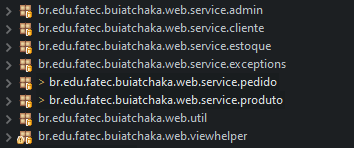 br.edu.fatec.buiatchaka.web.service.admin
br.edu.fatec.buiatchaka.web.service.cliente
br.edu.fatec.buiatchaka.web.service.estoque
br.edu.fatec.buiatchaka.web.service.exceptions
> br.edu.fatec.buiatchaka.web.service.pedido
> br.edu.fatec.buiatchaka.web.service.produto
br.edu.fatec.buiatchaka.web.util
br.edu.fatec.buiatchaka.web.viewhelper